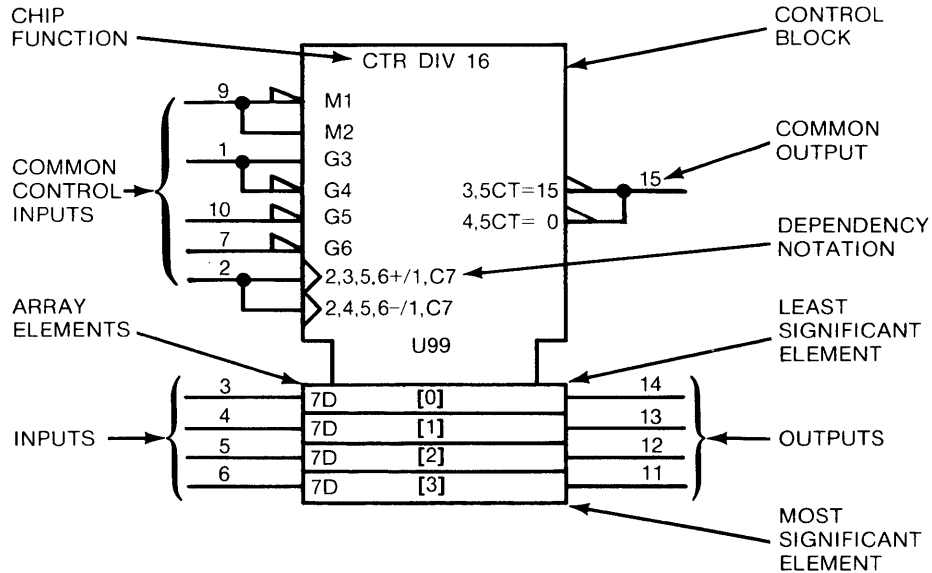 CHIP
FUNCTION
CONTROL
BLOCK
CTR DIV 16
9
M1
M2
1
G3
G4
10
G5
7
G6
2
2,3,5,6+/1,C7
2,4,5,6−/1,C7
COMMON
CONTROL
INPUTS
3,5CT=15
4,5CT= 0
15
COMMON
OUTPUT
DEPENDENCY
NOTATION
ARRAY
ELEMENTS
U99
LEAST
SIGNIFICANT
ELEMENT
3 7D [0] 14
4 7D [1] 13
5 7D [2] 12
6 7D [3] 11
INPUTS
OUTPUTS
MOST
SIGNIFICANT
ELEMENT